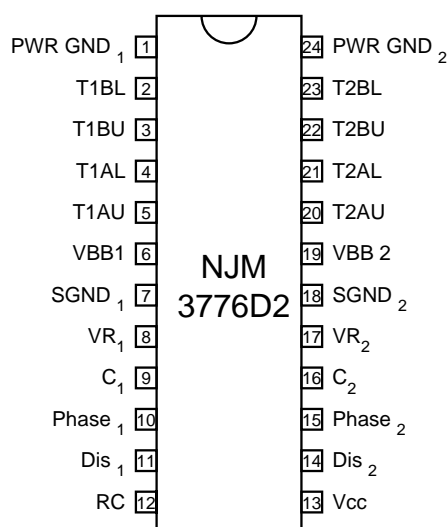 PWR GND 1 1 24 PWR GND 2
T1BL 2 23 T2BL
T1BU 3 22 T2BU
T1AL 4 21 T2AL
T1AU 5 20 T2AU
VBB1 6 19 VBB 2
NJM
3776D2
SGND 1 7 18 SGND 2
VR1 8 17 VR2
C1 9 16 C2
Phase 1 10 15 Phase 2
Dis 1 11 14 Dis 2
RC 12 13 Vcc